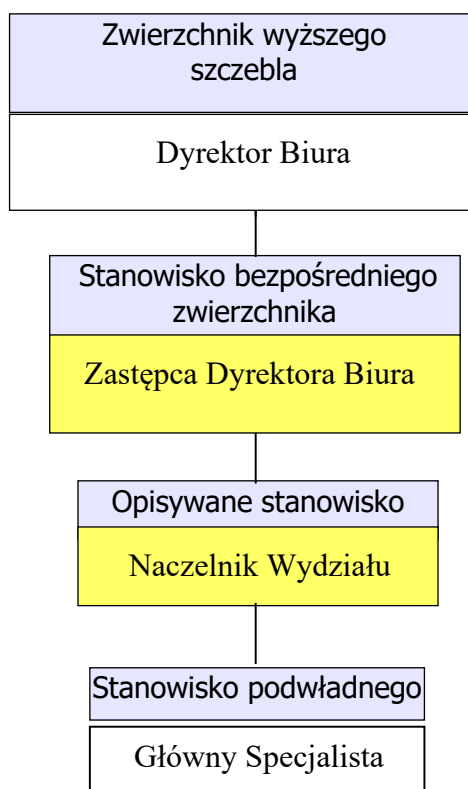 Zwierzchnik wyższego
szczebla
Dyrektor Biura
Stanowisko bezpośredniego
zwierzchnika
Zastępca Dyrektora Biura
Opisywane stanowisko
Naczelnik Wydziału
Stanowisko podwładnego
Główny Specjalista